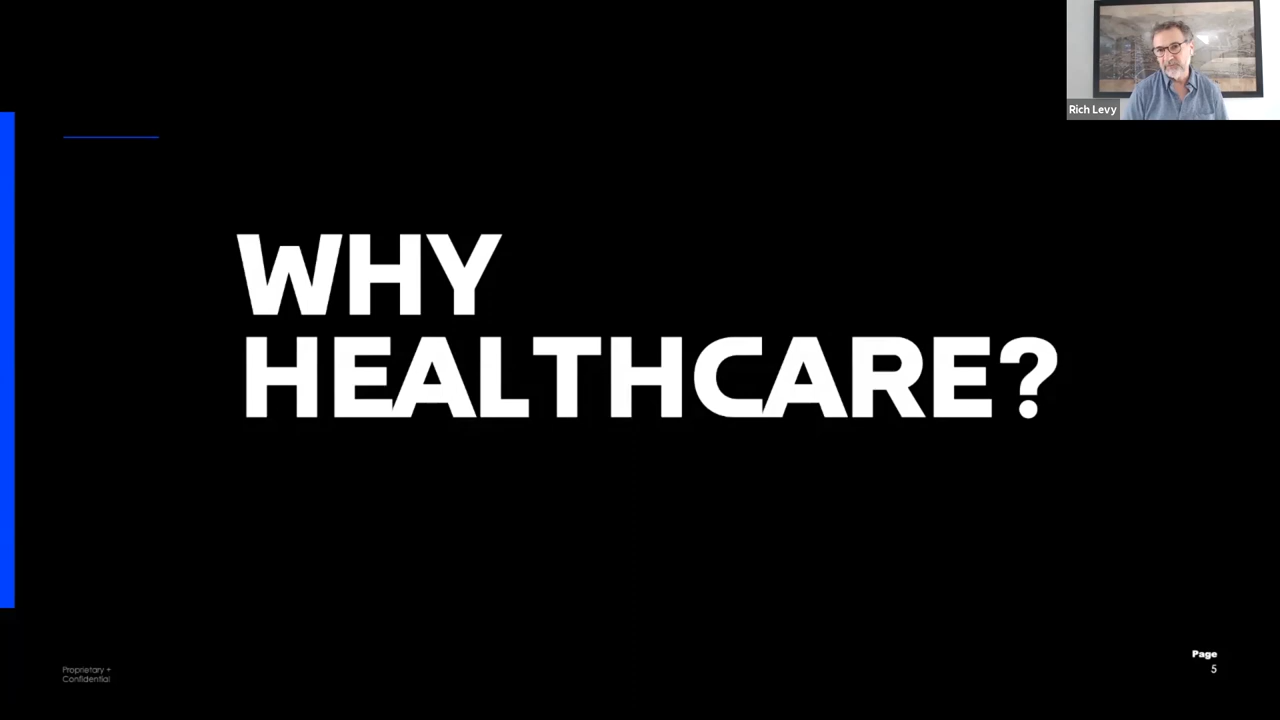 Rich Levy
WHY
HEALTHCARE?
Page
5
Proprietary +
Confidential